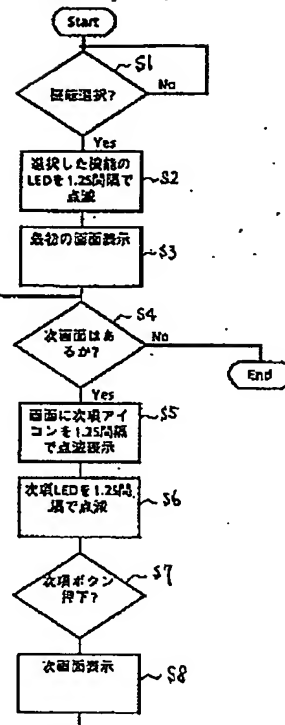 Start
S1
機能選択?
No
Yes
選択した機能の
LEDを1.25間隔で
点滅
S2
最初の画面表示
S3
S4
次画面はあ
るか?
No
End
Yes
画面に次項アイ
コンを1.25間隔
で点滅表示
S5
次項LEDを1.25間
隔で点滅
S6
次項ボタン
押下?
S7
次画面表示
S8